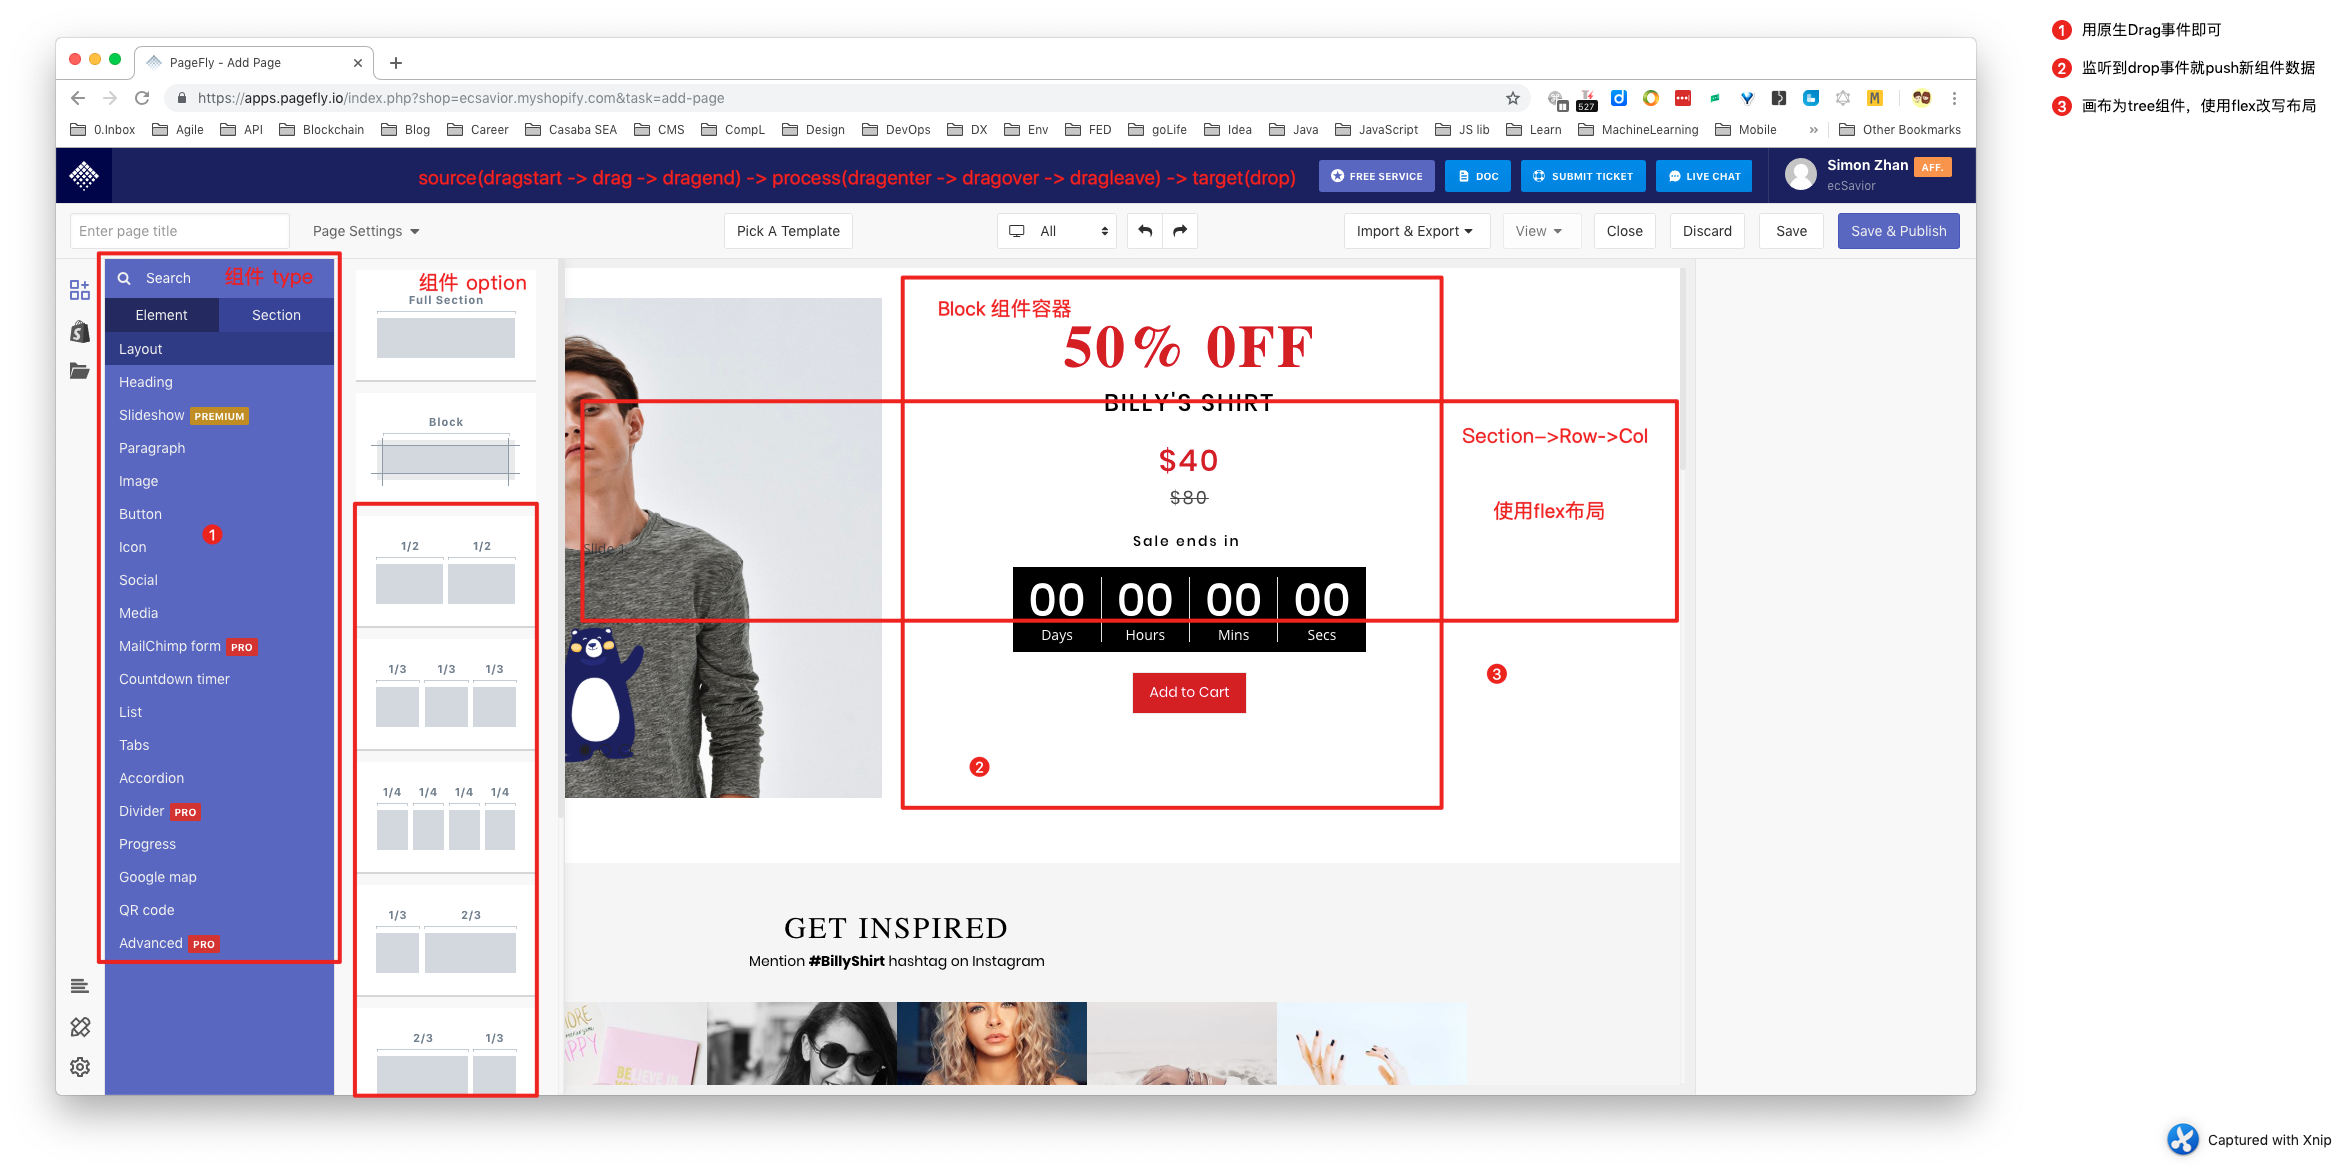 1 用原生Drag事件即可
2 监听到drop事件就push新组件数据
3 画布为tree组件，使用flex改写布局
PageFly - Add Page
https://apps.pagefly.io/index.php?shop=ecsavior.myshopify.com&task=add-page
527
0.Inbox Agile API Blockchain Blog Career Casaba SEA CMS CompL Design DevOps DX Env FED goLife Idea Java JavaScript JS lib Learn MachineLearning Mobile » Other Bookmarks
source(dragstart -> drag -> dragend) -> process(dragenter -> dragover -> dragleave) -> target(drop)
FREE SERVICE DOC SUBMIT TICKET LIVE CHAT
Simon Zhan AFF.
ecSavior
Enter page title Page Settings Pick A Template All Import & Export View Close Discard Save Save & Publish
Search 组件 type
Element Section
Layout
Heading
Slideshow PREMIUM
Paragraph
Image
Button
1
Icon
Social
Media
MailChimp form PRO
Countdown timer
List
Tabs
Accordion
Divider PRO
Progress
Google map
QR code
Advanced PRO
组件 option
Full Section
Block
1/2 1/2
1/3 1/3 1/3
1/4 1/4 1/4 1/4
1/3 2/3
2/3 1/3
Block 组件容器
50% OFF
BILLY'S SHIRT
$40
$80
Sale ends in
Slide 1
00 00 00 00
Days Hours Mins Secs
Add to Cart
2
Section->Row->Col
使用flex布局
3
GET INSPIRED
Mention #BillyShirt hashtag on Instagram
BELIEVE IN
Captured with Xnip